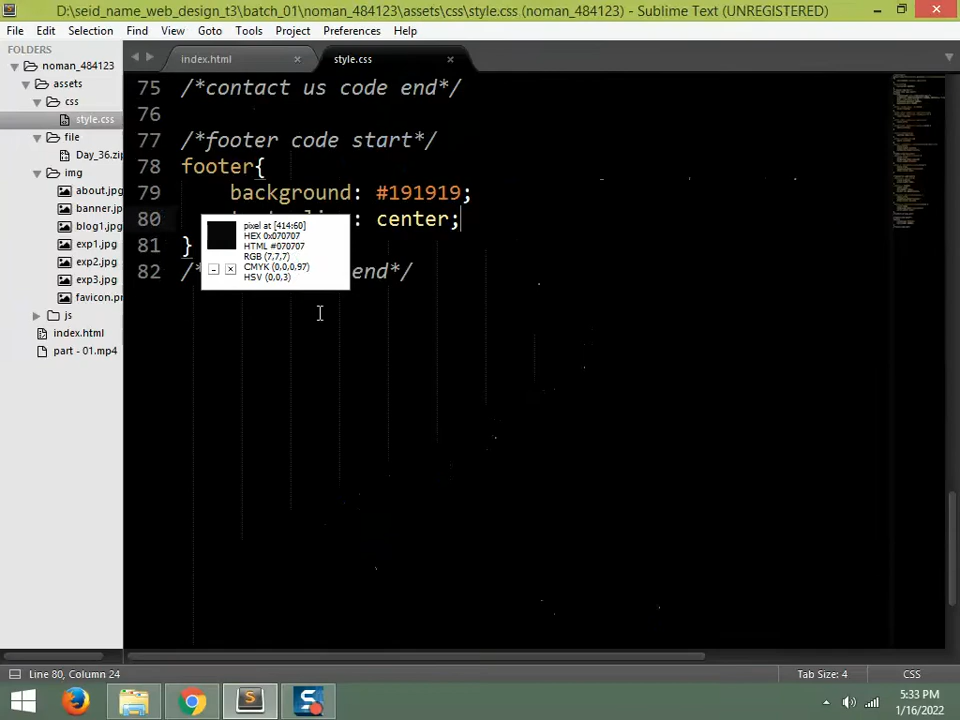 D:\seid_name_web_design_t3\batch_01\noman_484123\assets\css\style.css (noman_484123) - Sublime Text (UNREGISTERED)
File Edit Selection Find View Goto Tools Project Preferences Help
FOLDERS
noman_484123
assets
css
style.css
file
Day_36.zip
img
about.jpg
banner.jp
blog1.jpg
exp1.jpg
exp2.jpg
exp3.jpg
favicon.pr
js
index.html
part - 01.mp4
index.html × style.css ×
75 /*contact us code end*/
76
77 /*footer code start*/
78 footer{
79 background: #191919;
80 : center;
81 }
82 /* end*/
pixel at [414:60]
HEX 0x070707
HTML #070707
RGB (7,7,7)
CMYK (0,0,0,97)
HSV (0,0,3)
Line 80, Column 24 Tab Size: 4 CSS
5:33 PM
1/16/2022